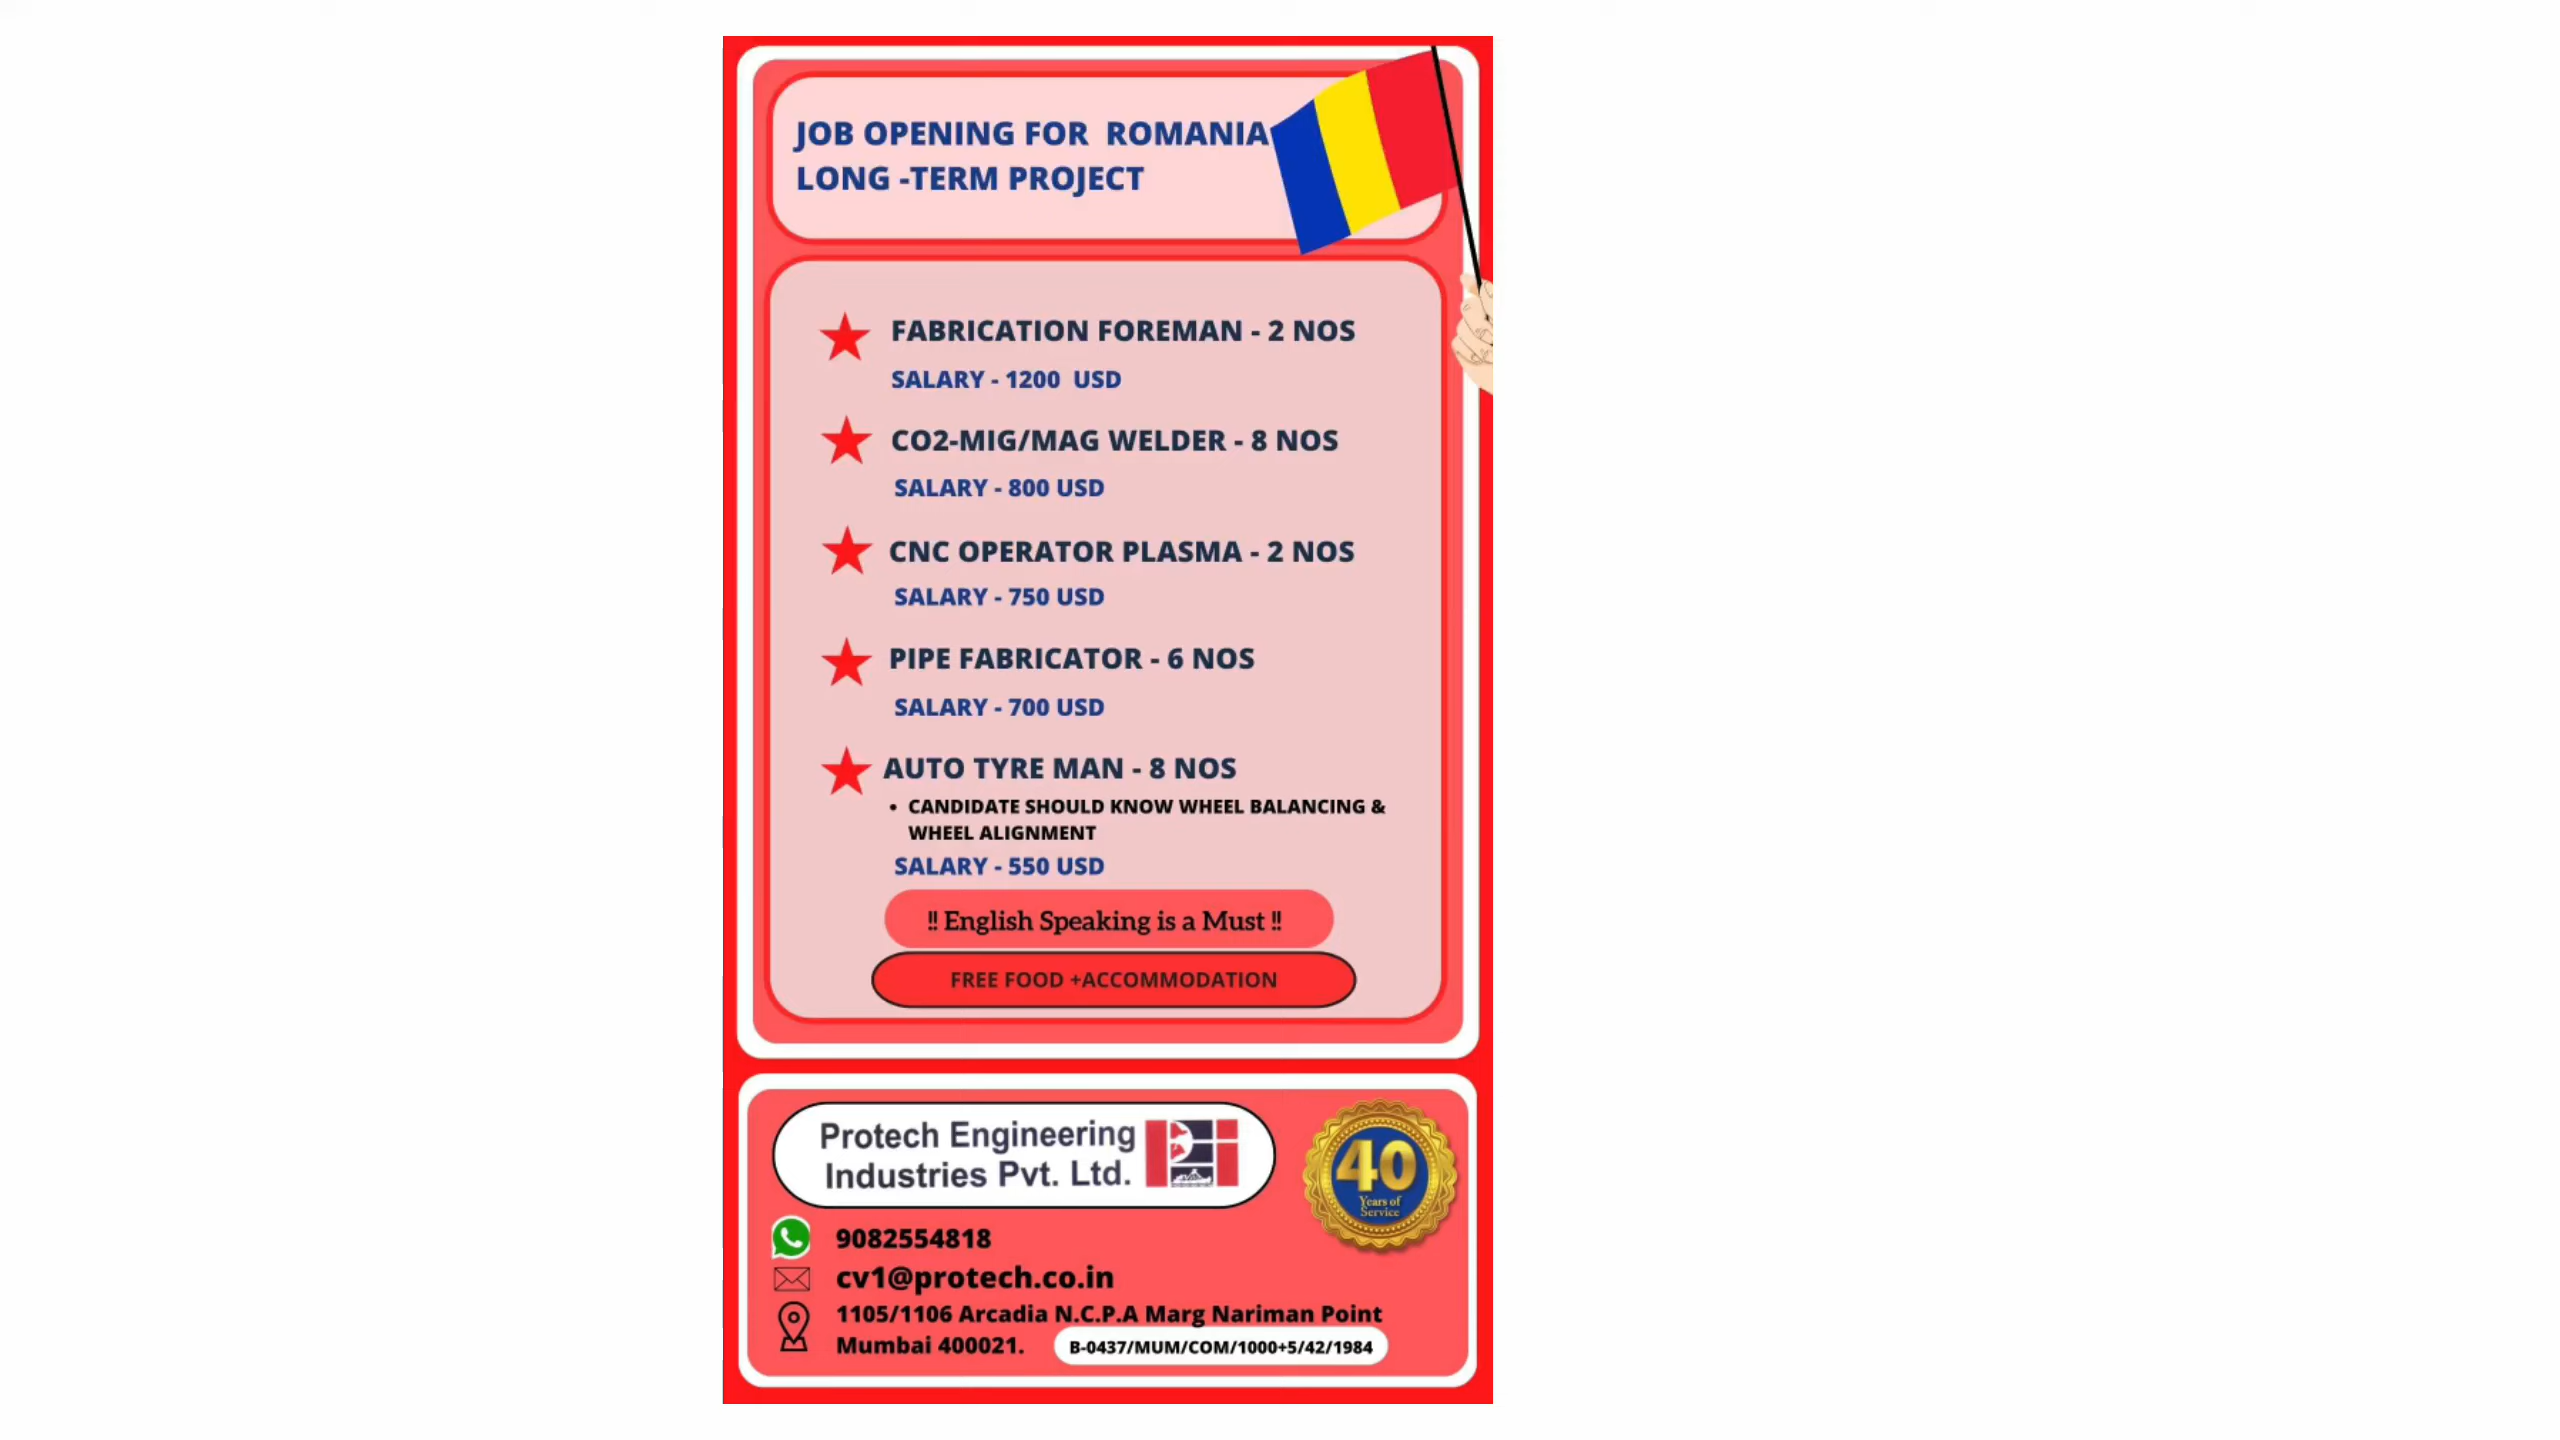 JOB OPENING FOR ROMANIA
LONG -TERM PROJECT
FABRICATION FOREMAN - 2 NOS
SALARY - 1200 USD
CO2-MIG/MAG WELDER - 8 NOS
SALARY - 800 USD
CNC OPERATOR PLASMA - 2 NOS
SALARY - 750 USD
PIPE FABRICATOR - 6 NOS
SALARY - 700 USD
AUTO TYRE MAN - 8 NOS
• CANDIDATE SHOULD KNOW WHEEL BALANCING &
WHEEL ALIGNMENT
SALARY - 550 USD
!! English Speaking is a Must !!
FREE FOOD +ACCOMMODATION
Protech Engineering
Industries Pvt. Ltd.
40
Years of
Service
9082554818
cv1@protech.co.in
1105/1106 Arcadia N.C.P.A Marg Nariman Point
Mumbai 400021.
B-0437/MUM/COM/1000+5/42/1984